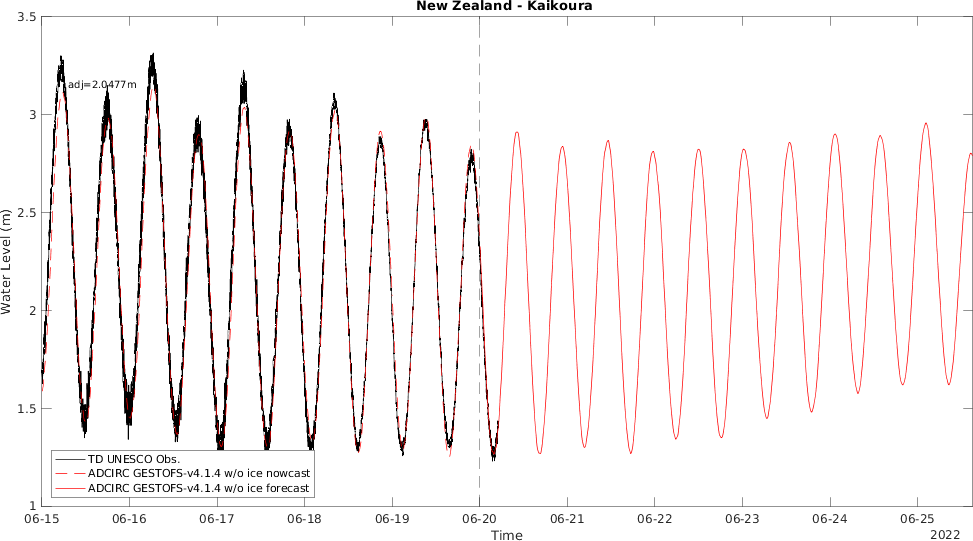 New Zealand - Kaikoura
3.5
3
2.5
2
1.5
1
Water Level (m)
adj=2.0477m
TD UNESCO Obs.
ADCIRC GESTOFS-v4.1.4 w/o ice nowcast
ADCIRC GESTOFS-v4.1.4 w/o ice forecast
06-15 06-16 06-17 06-18 06-19 06-20 06-21 06-22 06-23 06-24 06-25
Time
2022